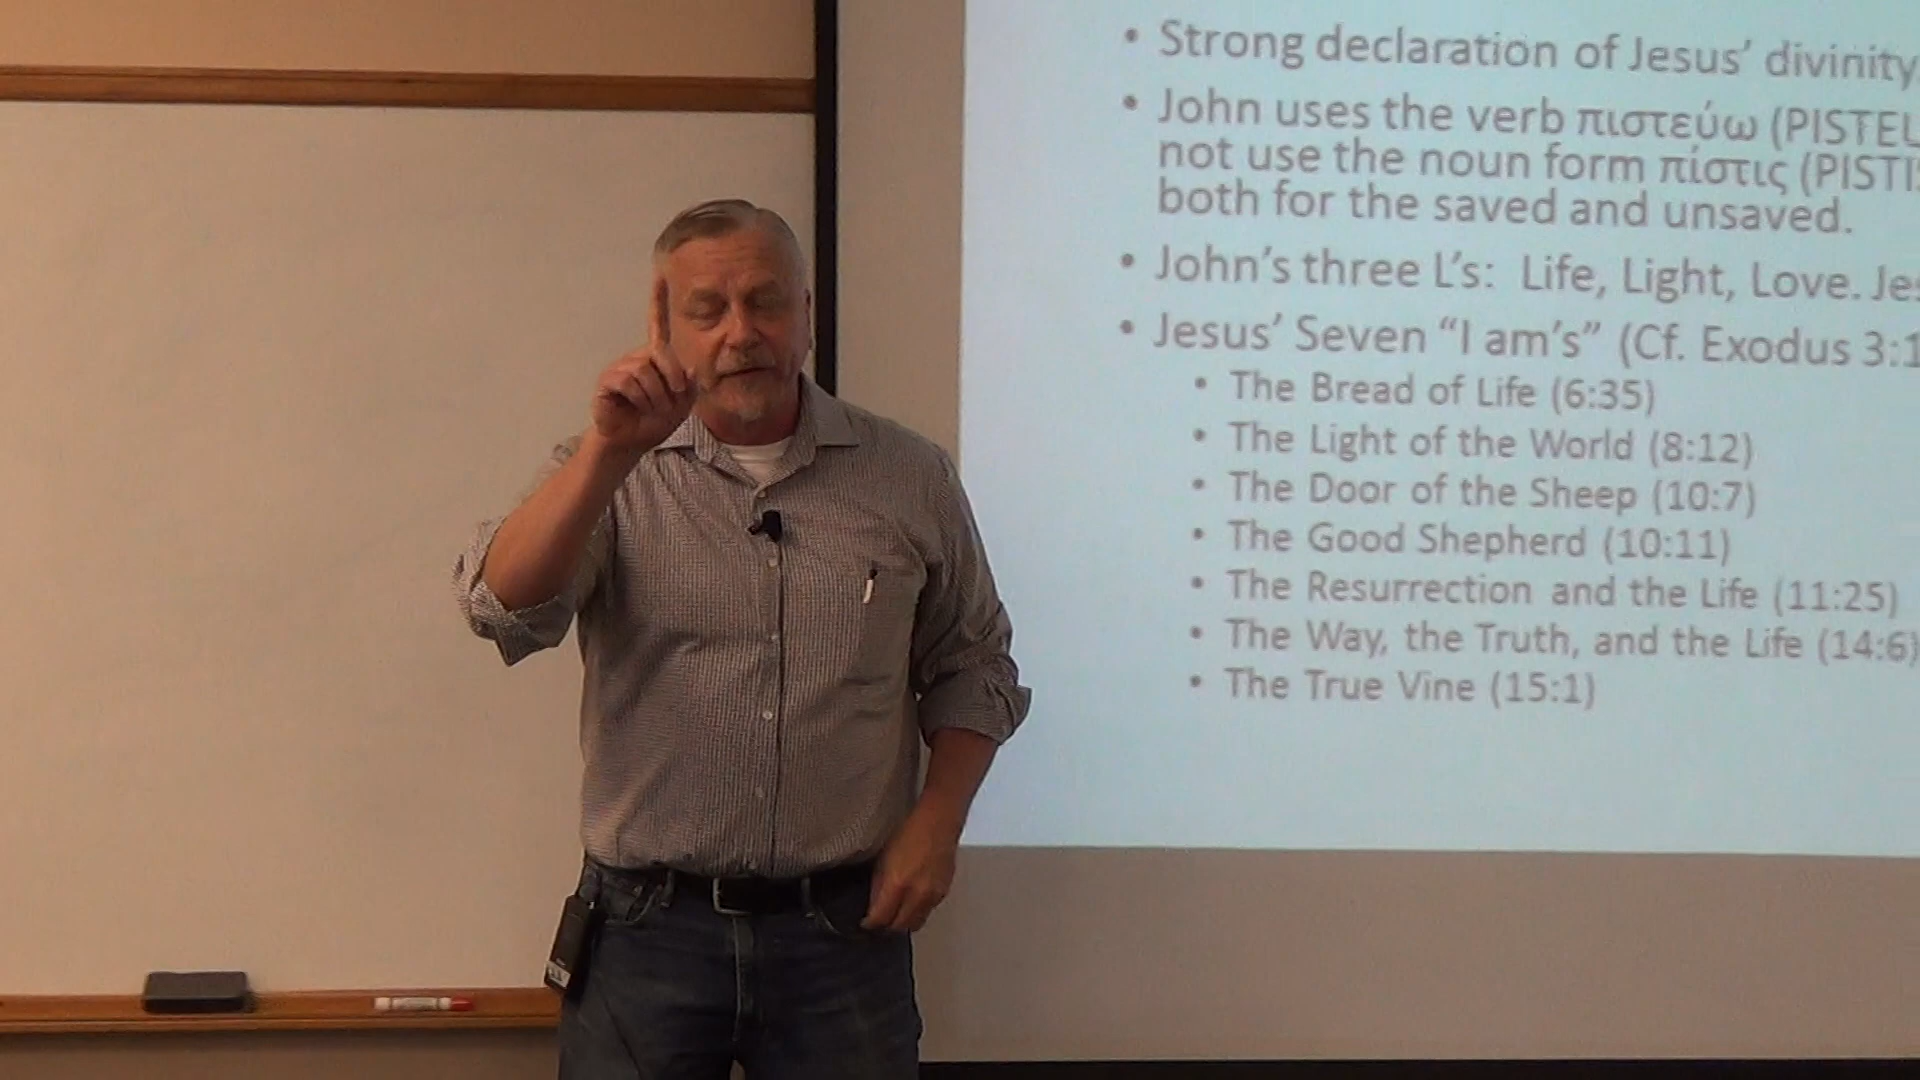 • Strong declaration of Jesus’ divinity
• John uses the verb πιστεύω (PISTEU
not use the noun form πίστις (PISTIS
both for the saved and unsaved.
• John’s three L’s: Life, Light, Love. Jes
• Jesus’ Seven “I am’s” (Cf. Exodus 3:1
• The Bread of Life (6:35)
• The Light of the World (8:12)
• The Door of the Sheep (10:7)
• The Good Shepherd (10:11)
• The Resurrection and the Life (11:25)
• The Way, the Truth, and the Life (14:6)
• The True Vine (15:1)